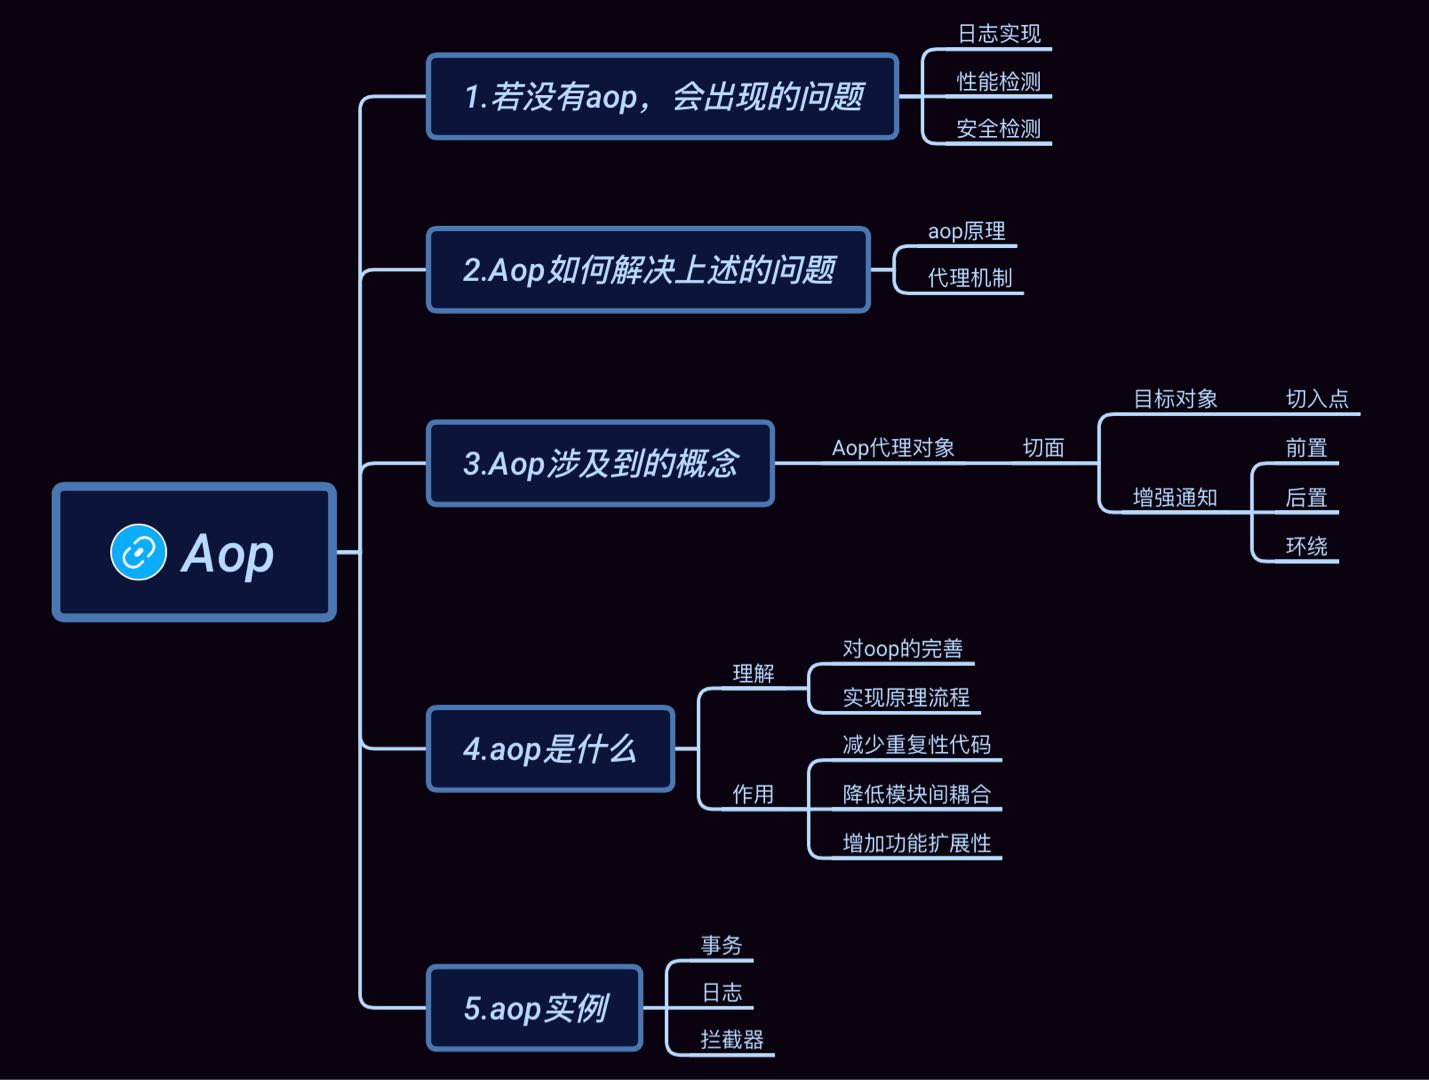 Aop
1.若没有aop，会出现的问题
日志实现
性能检测
安全检测
2.Aop如何解决上述的问题
aop原理
代理机制
3.Aop涉及到的概念
Aop代理对象
切面
目标对象
切入点
增强通知
前置
后置
环绕
4.aop是什么
理解
对oop的完善
实现原理流程
作用
减少重复性代码
降低模块间耦合
增加功能扩展性
5.aop实例
事务
日志
拦截器